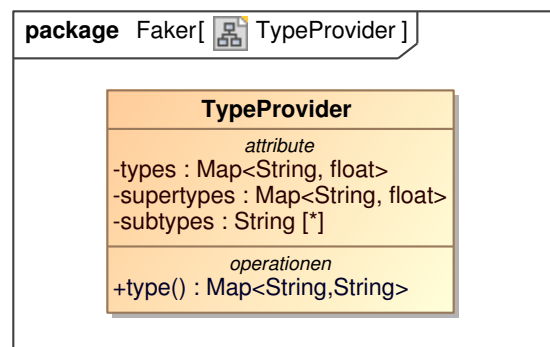 package Faker[ TypeProvider ]
TypeProvider
attribute
-types : Map<String, float>
-supertypes : Map<String, float>
-subtypes : String [*]
operationen
+type() : Map<String,String>